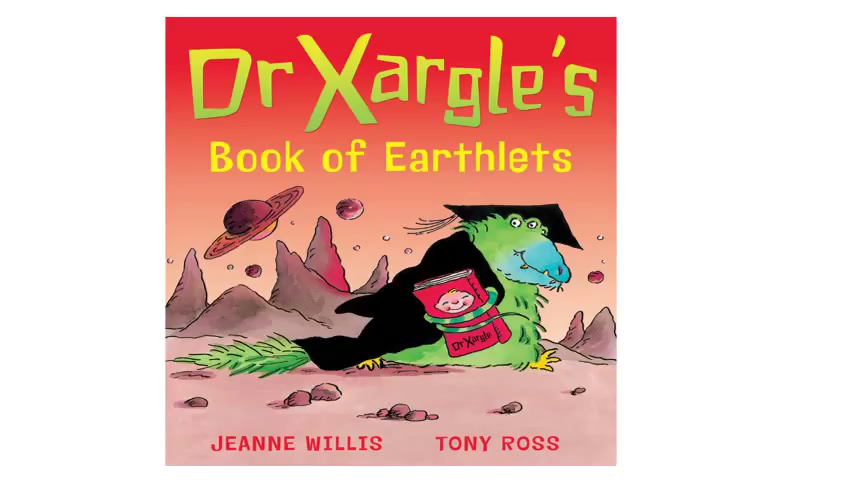 Dr Xargle's
Book of Earthlets
Dr Xargle
JEANNE WILLIS TONY ROSS